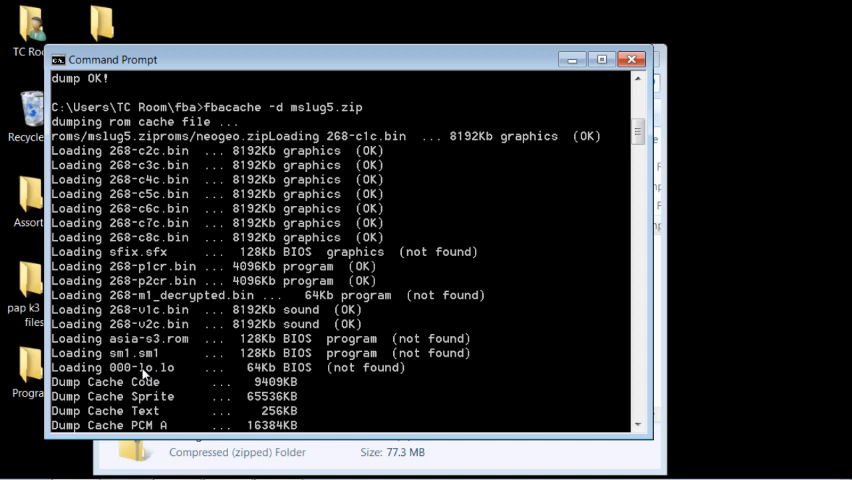 TC Roo
Command Prompt
dump OK!
C:\Users\TC Room\fba>fbacache -d mslug5.zip
dumping rom cache file ...
roms/mslug5.ziproms/neogeo.zipLoading 268-c1c.bin ... 8192Kb graphics (OK)
Loading 268-c2c.bin ... 8192Kb graphics (OK)
Loading 268-c3c.bin ... 8192Kb graphics (OK)
Loading 268-c4c.bin ... 8192Kb graphics (OK)
Loading 268-c5c.bin ... 8192Kb graphics (OK)
Loading 268-c6c.bin ... 8192Kb graphics (OK)
Loading 268-c7c.bin ... 8192Kb graphics (OK)
Loading 268-c8c.bin ... 8192Kb graphics (OK)
Loading sfix.sfx ... 128Kb BIOS graphics (not found)
Loading 268-p1cr.bin ... 4096Kb program (OK)
Loading 268-p2cr.bin ... 4096Kb program (OK)
Loading 268-m1_decrypted.bin ... 64Kb program (not found)
Loading 268-v1c.bin ... 8192Kb sound (OK)
Loading 268-v2c.bin ... 8192Kb sound (OK)
Loading asia-s3.rom ... 128Kb BIOS program (not found)
Loading sm1.sm1 ... 128Kb BIOS program (not found)
Loading 000-lo.lo ... 64Kb BIOS (not found)
Dump Cache Code ... 9409KB
Dump Cache Sprite ... 65536KB
Dump Cache Text ... 256KB
Dump Cache PCM A ... 16384KB
Recycle
Assort
pap k3
files
Progra
Compressed (zipped) Folder Size: 77.3 MB